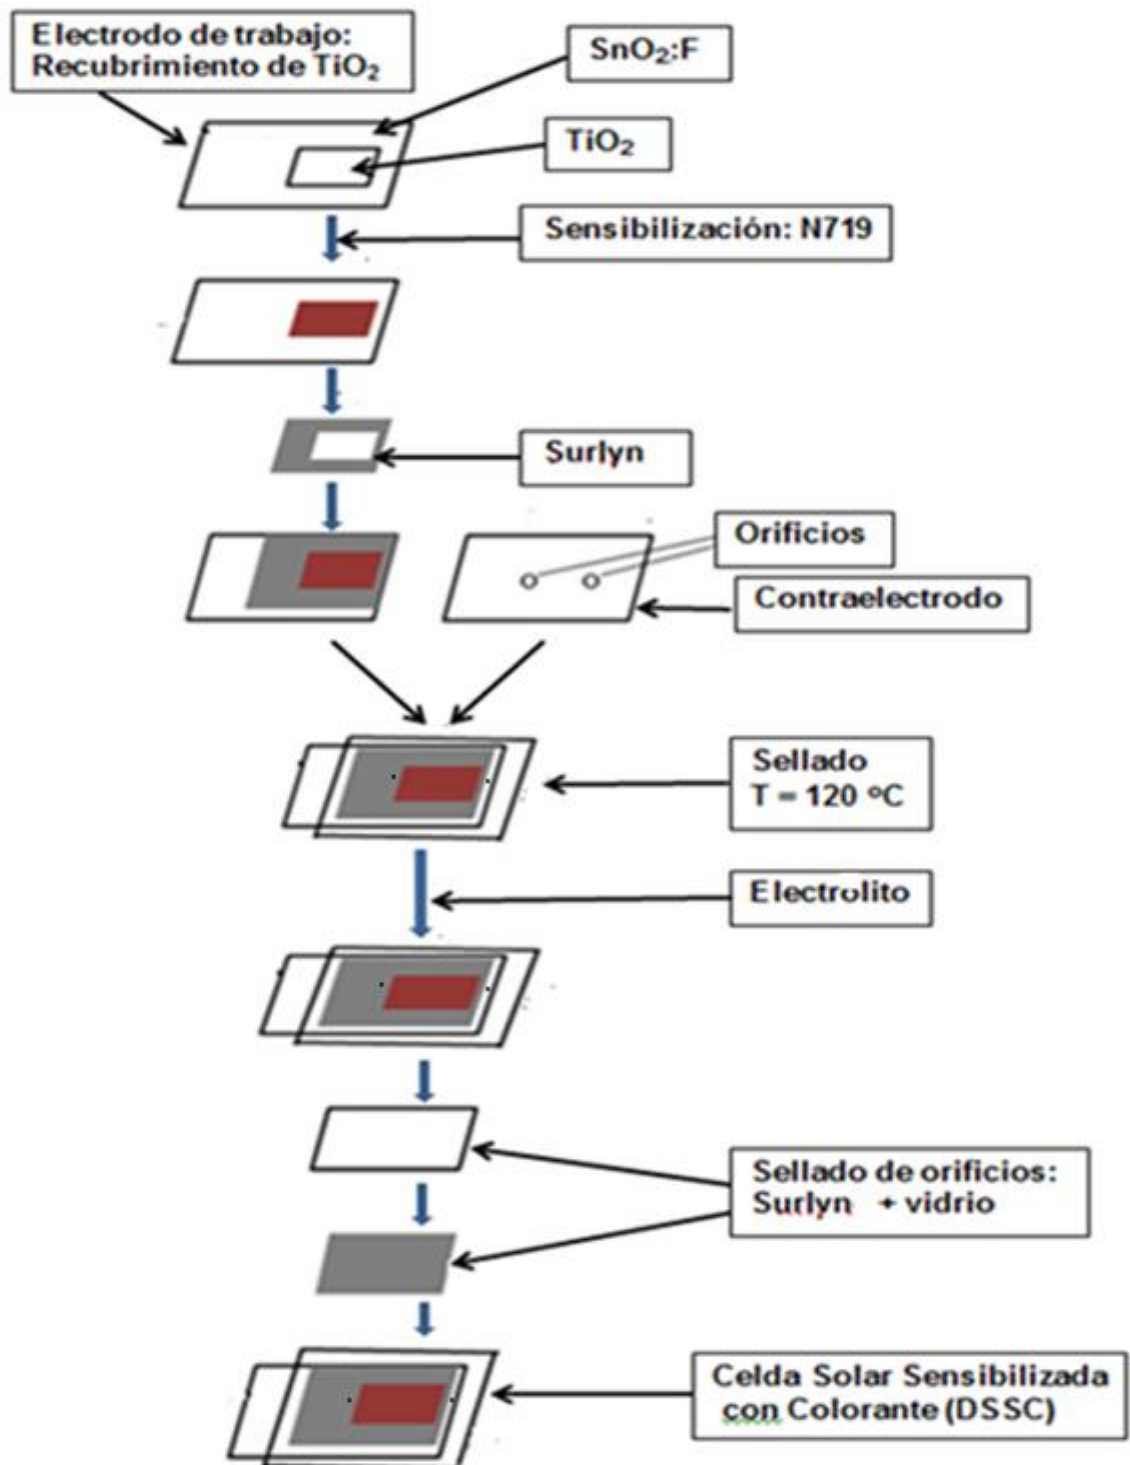 Electrodo de trabajo:
Recubrimiento de TiO₂
SnO₂:F
TiO₂
Sensibilización: N719
Surlyn
Orificios
Contraelectrodo
Sellado
T = 120 ºC
Electrolito
Sellado de orificios:
Surlyn + vidrio
Celda Solar Sensibilizada
con Colorante (DSSC)